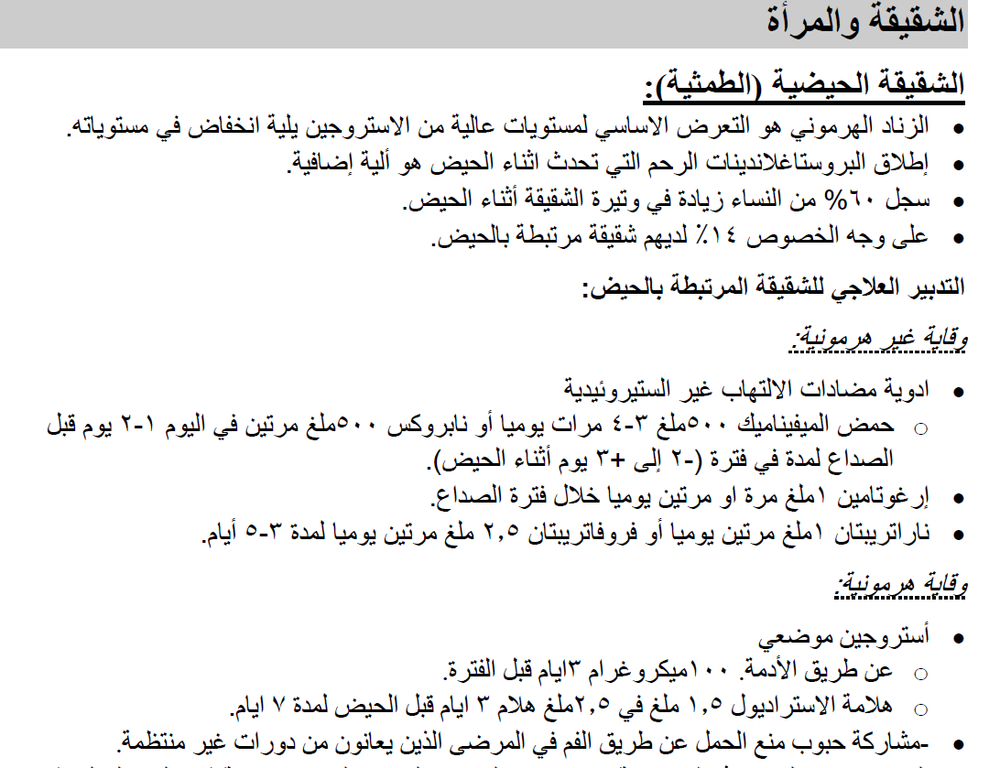 الشقيقة والمرأة
الشقيقة الحيضية (الطمثية):
• الزناد الهرموني هو التعرض الاساسي لمستويات عالية من الاستروجين يلية انخفاض في مستوياته.
• إطلاق البروستاغلاندينات الرحم التي تحدث اثناء الحيض هو ألية إضافية.
• سجل ٦٠% من النساء زيادة في وتيرة الشقيقة أثناء الحيض.
• على وجه الخصوص ١٤٪ لديهم شقيقة مرتبطة بالحيض.
التدبير العلاجي للشقيقة المرتبطة بالحيض:
وقاية غير هرمونية:
• ادوية مضادات الالتهاب غير الستيروئيدية
○ حمض الميفيناميك ٥٠٠ملغ ٣-٤ مرات يوميا أو نابروكس ٥٠٠ملغ مرتين في اليوم ١-٢ يوم قبل
الصداع لمدة في فترة (-٢ إلى +٣ يوم أثناء الحيض).
• إرغوتامين ١ملغ مرة او مرتين يوميا خلال فترة الصداع.
• ناراتريبتان ١ملغ مرتين يوميا أو فروفاتريبتان ٢,٥ ملغ مرتين يوميا لمدة ٣-٥ أيام.
وقاية هرمونية:
• أستروجين موضعي
○ عن طريق الأدمة. ١٠٠ميكروغرام ٣ايام قبل الفترة.
○ هلامة الاستراديول ١,٥ ملغ في ٢,٥ملغ هلام ٣ ايام قبل الحيض لمدة ٧ ايام.
• -مشاركة حبوب منع الحمل عن طريق الفم في المرضى الذين يعانون من دورات غير منتظمة.